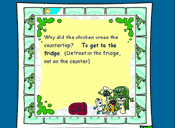 Why did the chicken cross the
countertop?    To get to the
fridge. (Detroit in the fridge,
not on the counter)